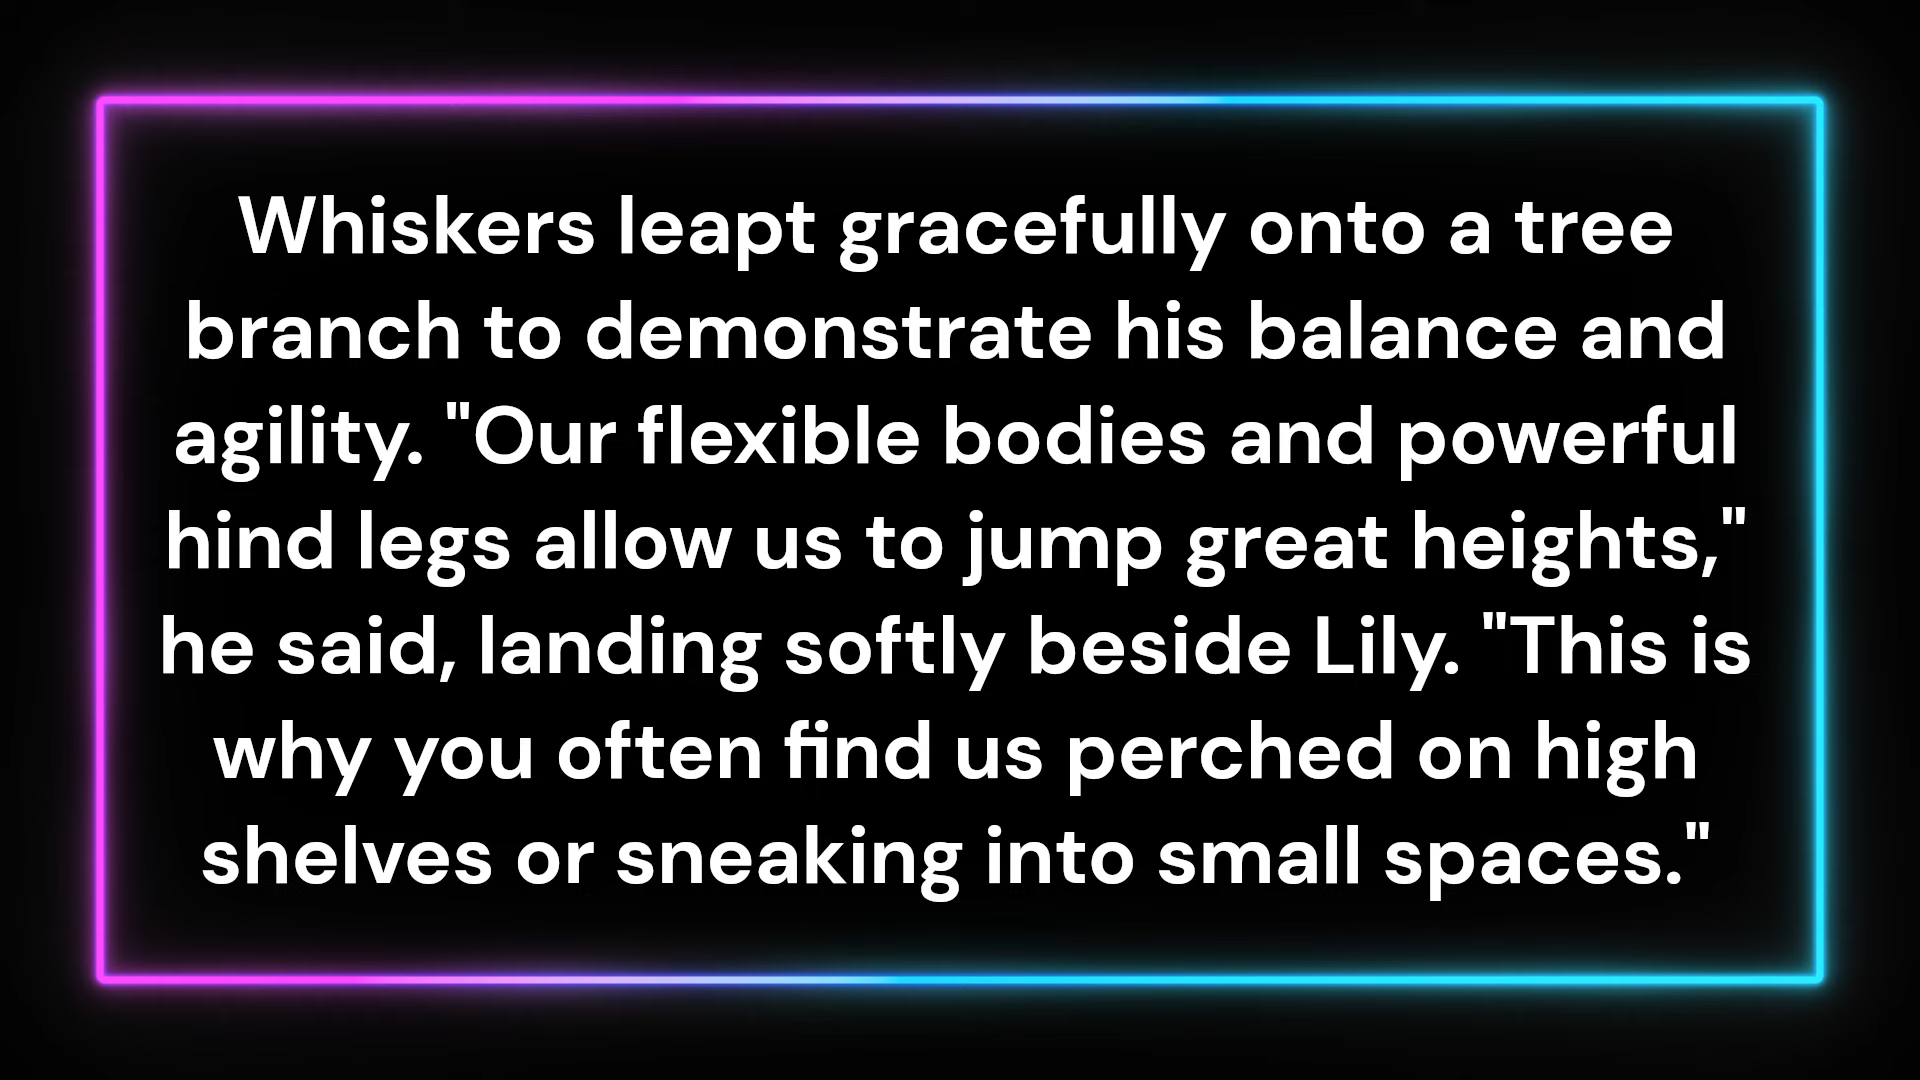 Whiskers leapt gracefully onto a tree
branch to demonstrate his balance and
agility. "Our flexible bodies and powerful
hind legs allow us to jump great heights,"
he said, landing softly beside Lily. "This is
why you often find us perched on high
shelves or sneaking into small spaces."